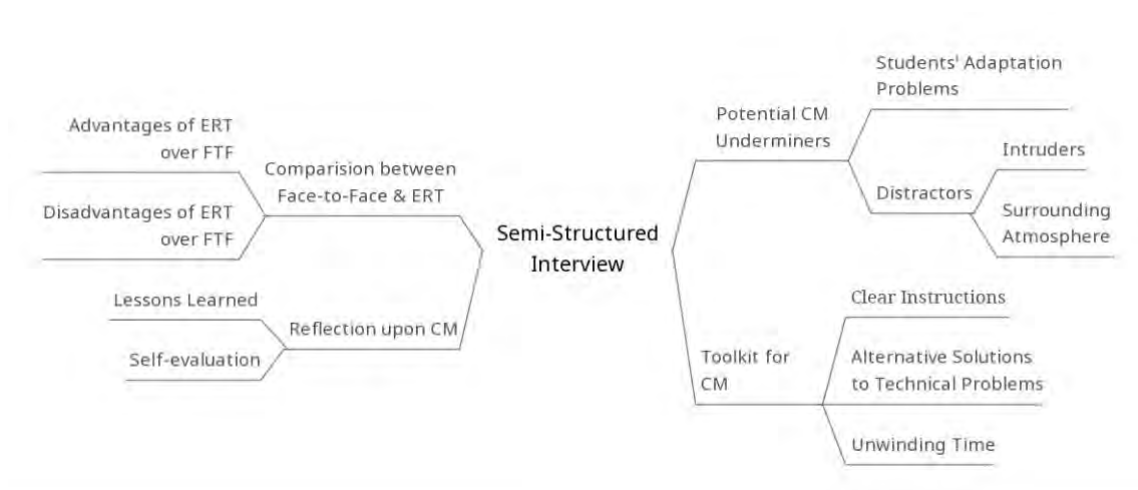 Advantages of ERT
over FTF
Comparision between
Face-to-Face & ERT
Disadvantages of ERT
over FTF
Lessons Learned
Reflection upon CM
Self-evaluation
Semi-Structured
Interview
Potential CM
Underminers
Students' Adaptation
Problems
Distractors
Intruders
Surrounding
Atmosphere
Toolkit for
CM
Clear Instructions
Alternative Solutions
to Technical Problems
Unwinding Time